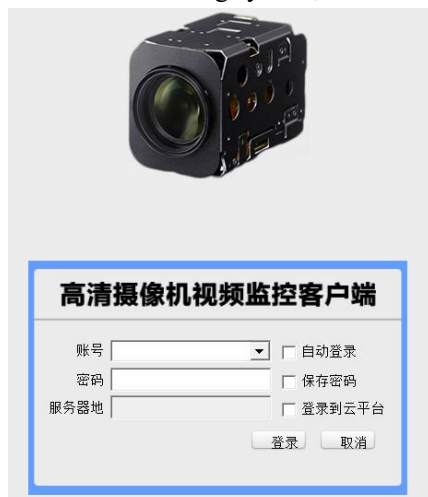 高清摄像机视频监控客户端
账号 自动登录
密码 保存密码
服务器地 登录到云平台
登录 取消